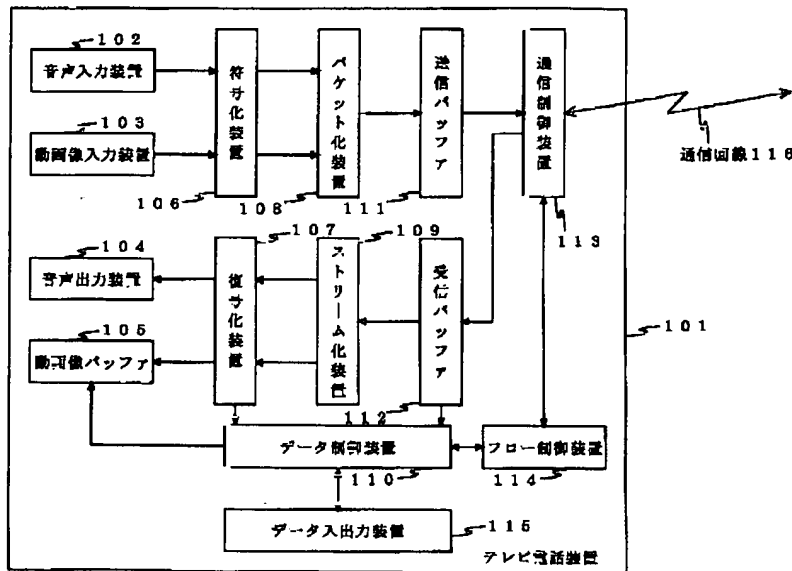 102
音声入力装置
103
動画像入力装置
符号化装置
106
パケット化装置
108
送信バッファ
111
通信制御装置
113
通信回線116
104
音声出力装置
105
動画像バッファ
107
復号化装置
109
ストリーム化装置
受信バッファ
112
101
データ制御装置
110
フロー制御装置
114
データ入出力装置
115
テレビ電話装置